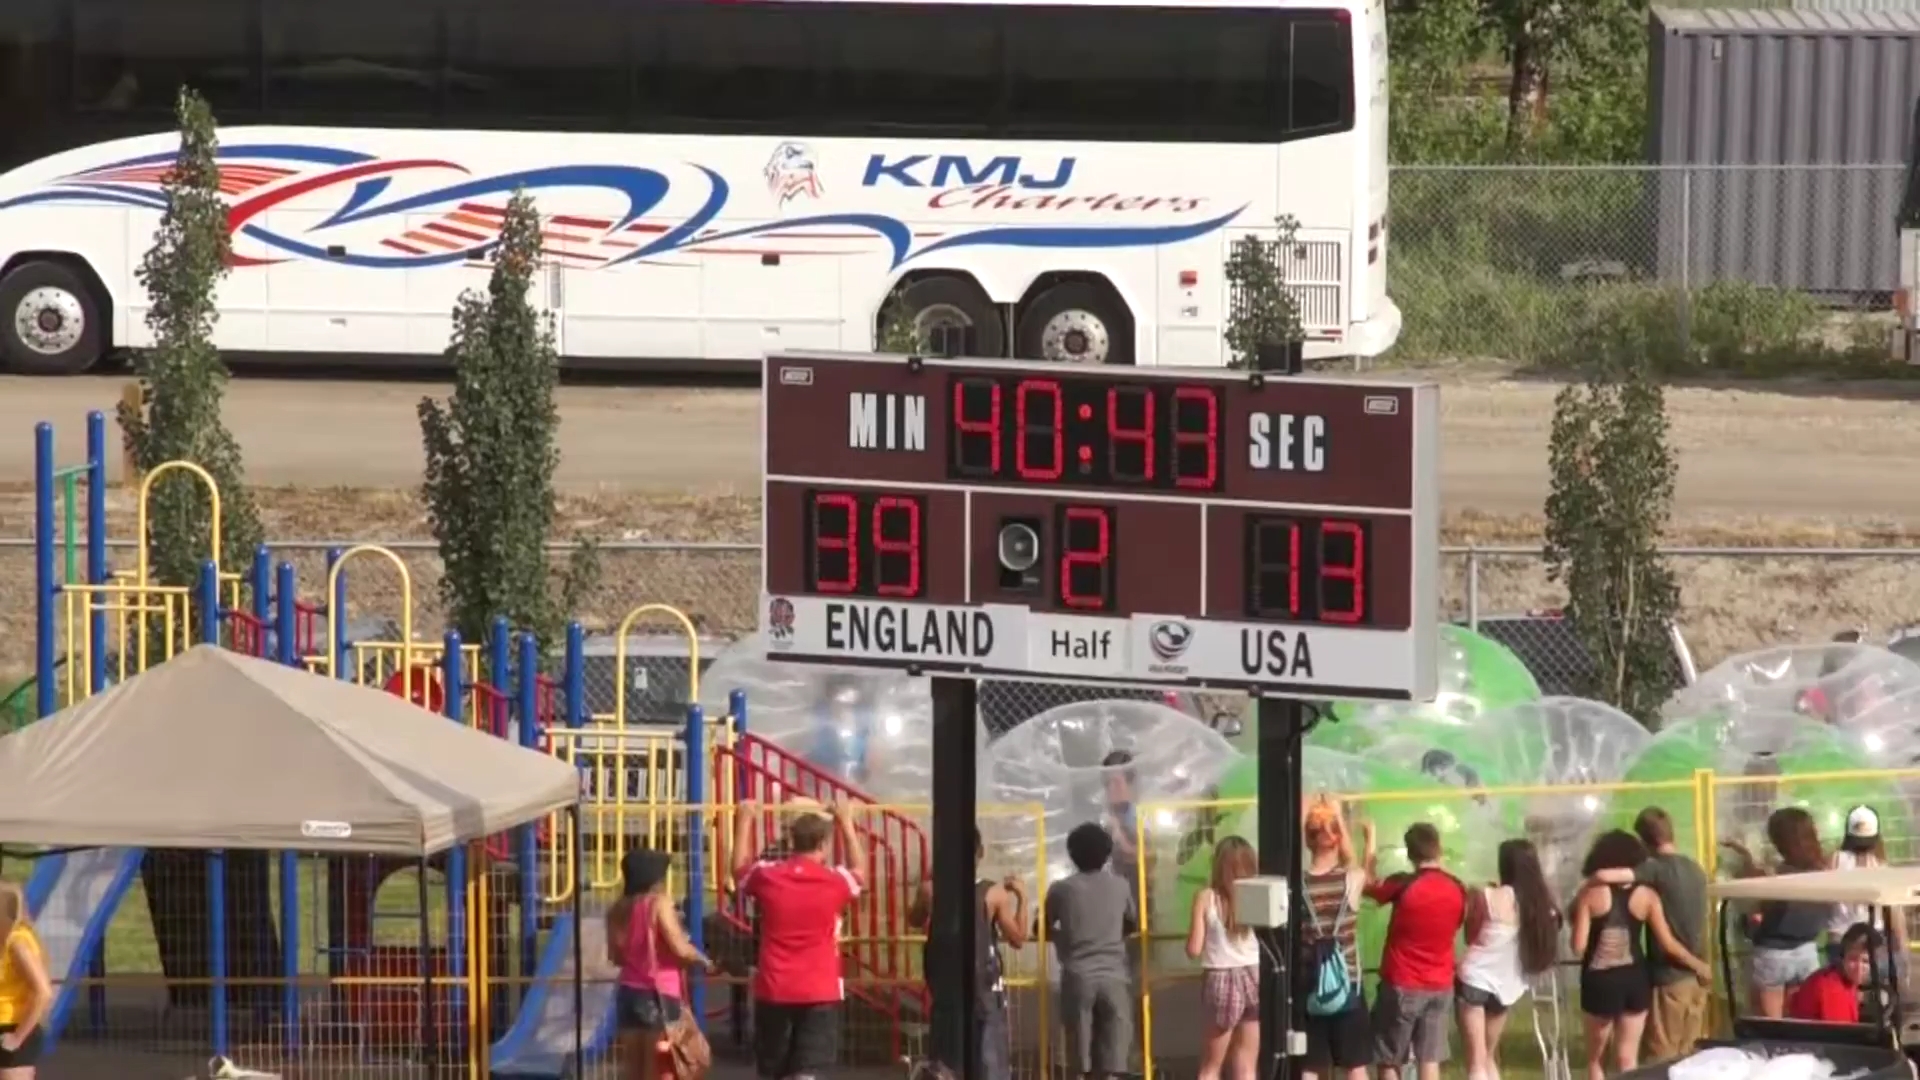 KMJ
Charters
MIN 40:43 SEC
39 2 13
ENGLAND Half USA